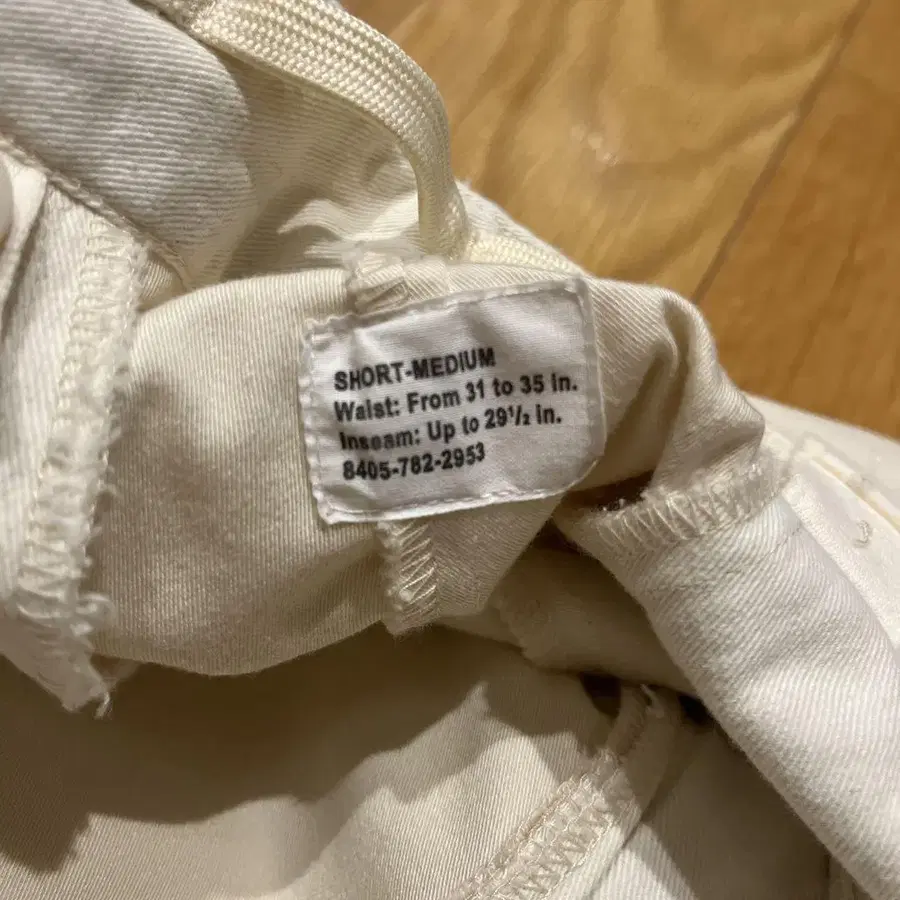 SHORT-MEDIUM
Waist: From 31 to 35 in.
Inseam: Up to 29½ in.
8405-782-2953